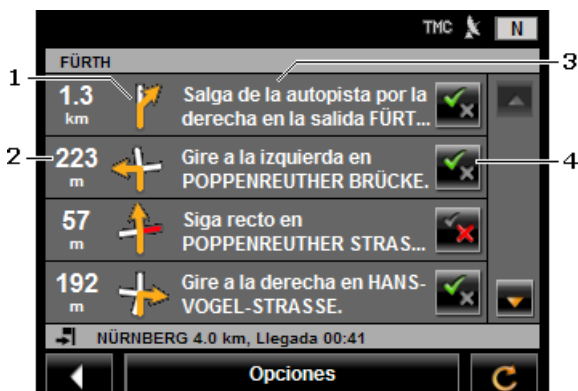 TMC N
FÜRTH
1
1.3
km
Salga de la autopista por la
derecha en la salida FÜRT...
3
2
223
m
Gire a la izquierda en
POPPENREUTHER BRÜCKE.
4
57
m
Siga recto en
POPPENREUTHER STRAS...
192
m
Gire a la derecha en HANS-
VOGEL-STRASSE.
NÜRNBERG 4.0 km, Llegada 00:41
Opciones